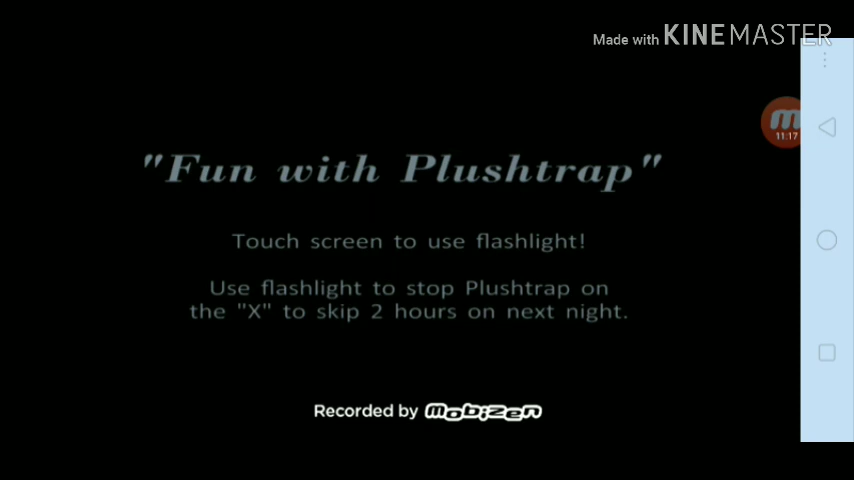 Made with KINEMASTER
11:17
"Fun with Plushtrap"
Touch screen to use flashlight!
Use flashlight to stop Plushtrap on
the "X" to skip 2 hours on next night.
Recorded by mobizen